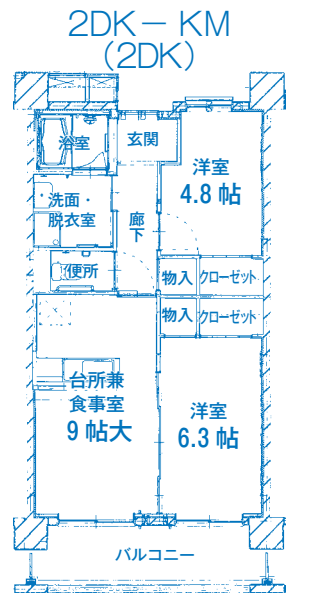 2DK－KM
(2DK)
浴室
玄関
洋室
4.8 帖
洗面・
脱衣室
廊
下
便所
物入
クローゼット
物入
クローゼット
台所兼
食事室
9 帖大
洋室
6.3 帖
バルコニー